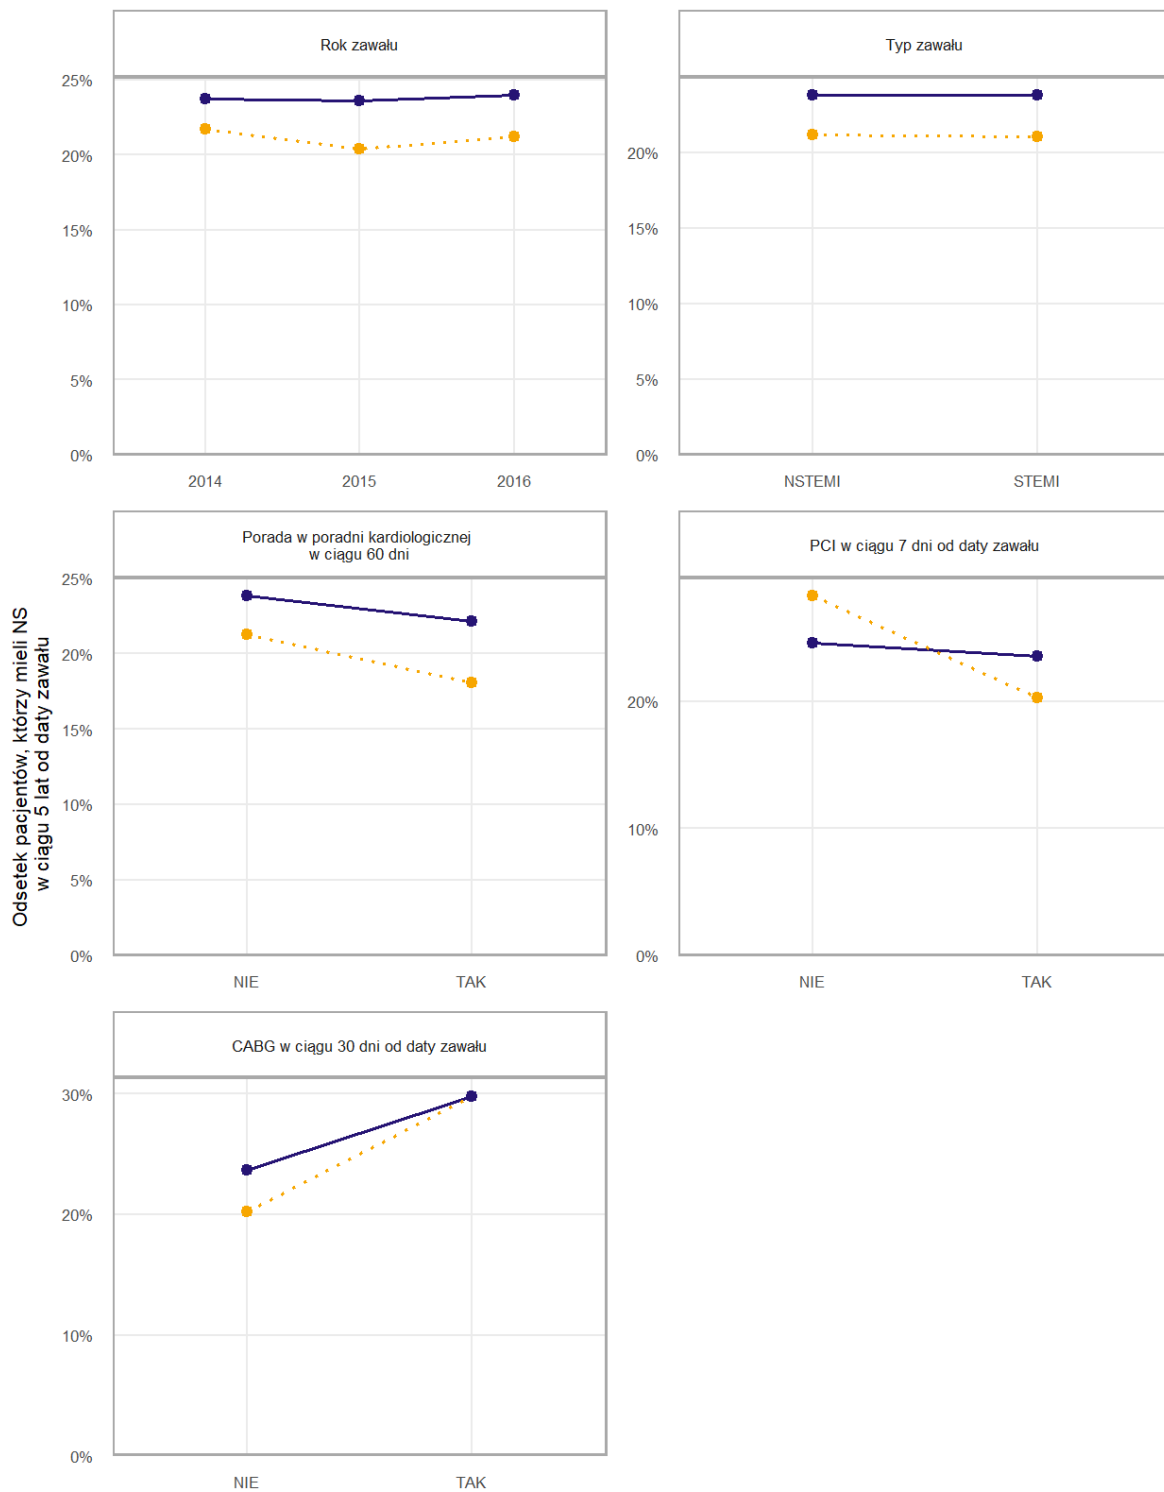 Rok zawału
Typ zawału
25%
20%
15%
10%
5%
0%
2014
2015
2016
20%
15%
10%
5%
0%
NSTEMI
STEMI
Odsetek pacjentów, którzy mieli NS
w ciągu 5 lat od daty zawału
Porada w poradni kardiologicznej
w ciągu 60 dni
PCI w ciągu 7 dni od daty zawału
25%
20%
15%
10%
5%
0%
NIE
TAK
20%
10%
0%
NIE
TAK
CABG w ciągu 30 dni od daty zawału
30%
20%
10%
0%
NIE
TAK